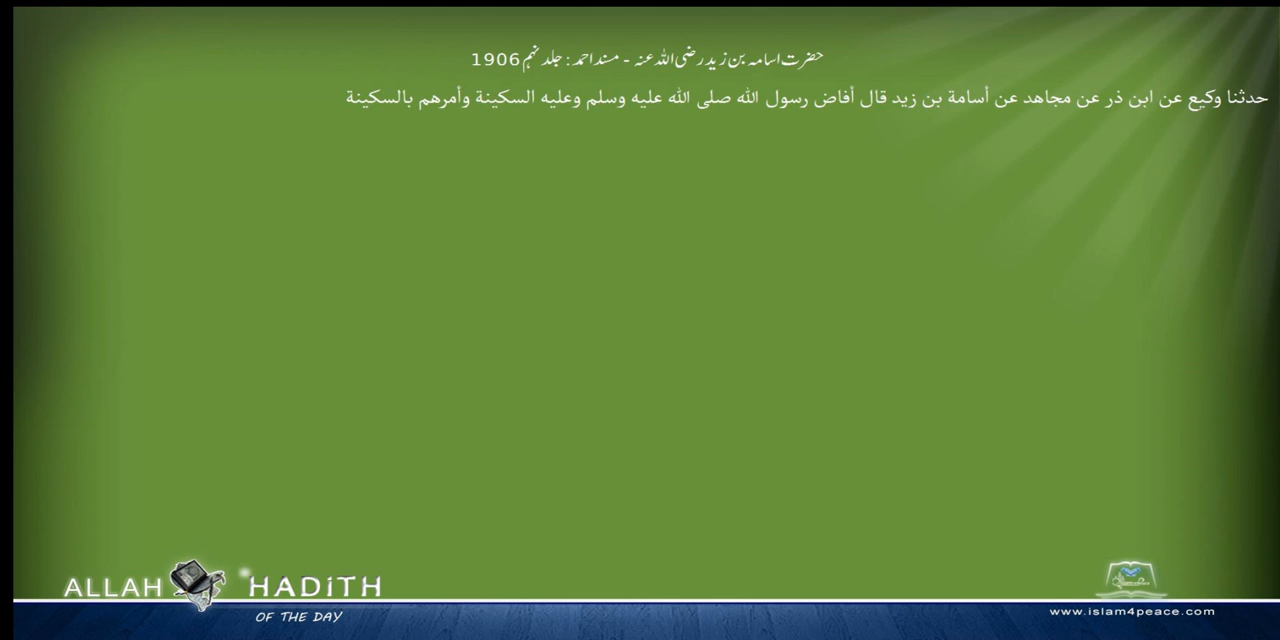 حضرت اسامہ بن زید رضی اللہ عنہ - مسند احمد : جلد نہم 1906
حدثنا وكيع عن ابن ذر عن مجاهد عن أسامة بن زيد قال أفاض رسول الله صلى الله عليه وسلم وعليه السكينة وأمرهم بالسكينة
ALLAH HADITH
OF THE DAY
www.islam4peace.com